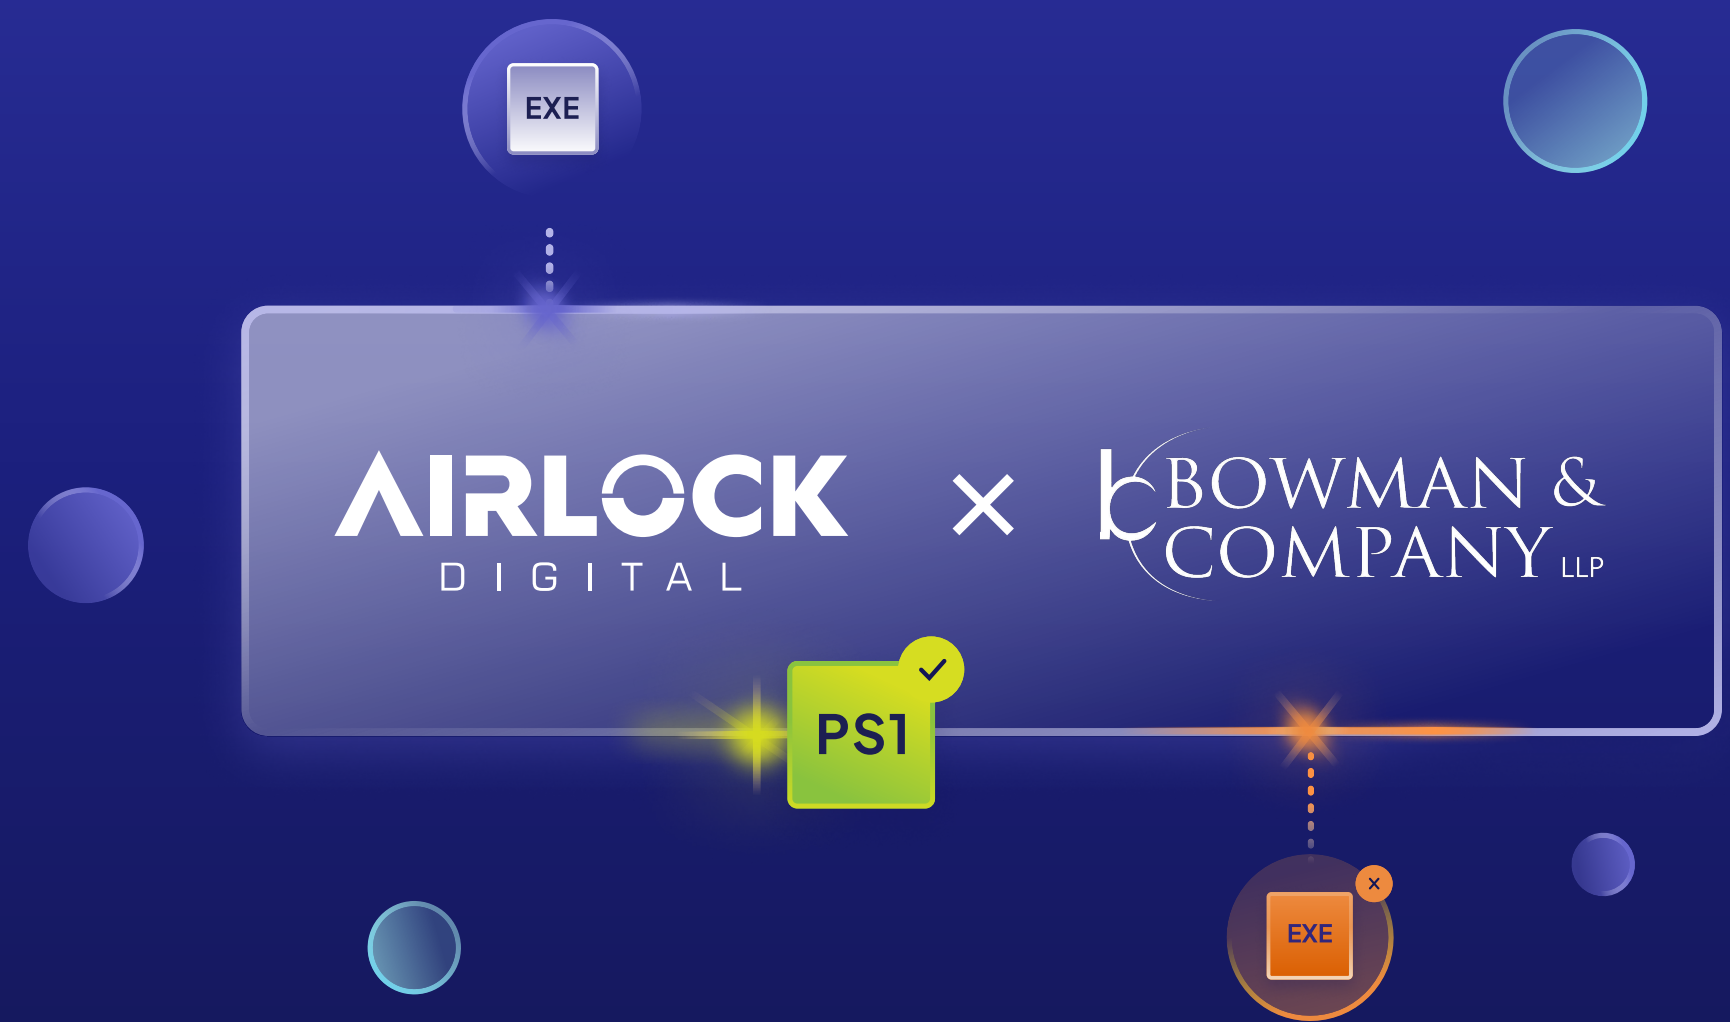 EXE
AIRLOCK
DIGITAL
×
BOWMAN &
COMPANY LLP
PS1
EXE